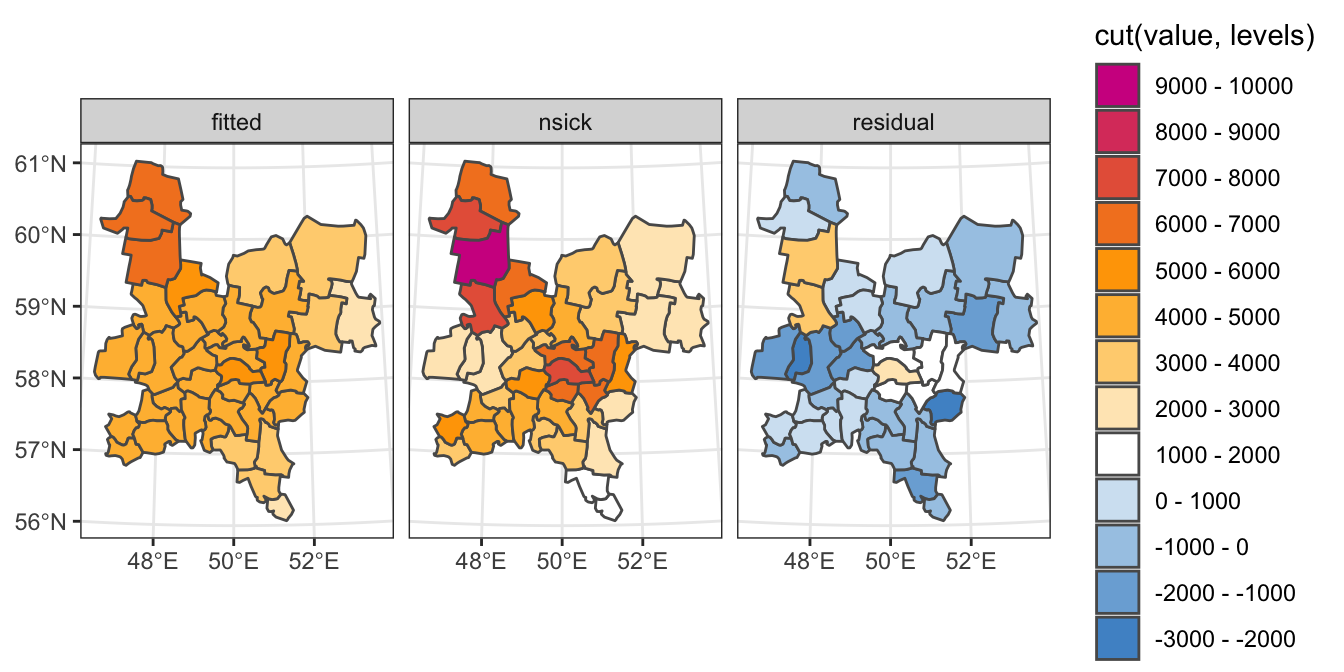 cut(value, levels)
9000 - 10000
8000 - 9000
7000 - 8000
6000 - 7000
5000 - 6000
4000 - 5000
3000 - 4000
2000 - 3000
1000 - 2000
0 - 1000
-1000 - 0
-2000 - -1000
-3000 - -2000
fitted
nsick
residual
61°N
60°N
59°N
58°N
57°N
56°N
48°E 50°E 52°E
48°E 50°E 52°E
48°E 50°E 52°E